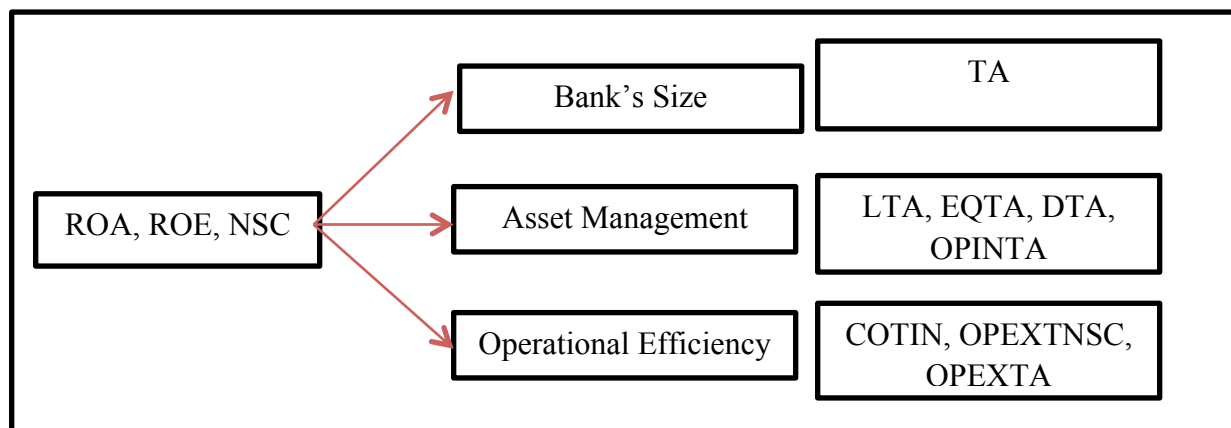 Bank’s Size
TA
ROA, ROE, NSC
Asset Management
LTA, EQTA, DTA,
OPINTA
Operational Efficiency
COTIN, OPEXTNSC,
OPEXTA